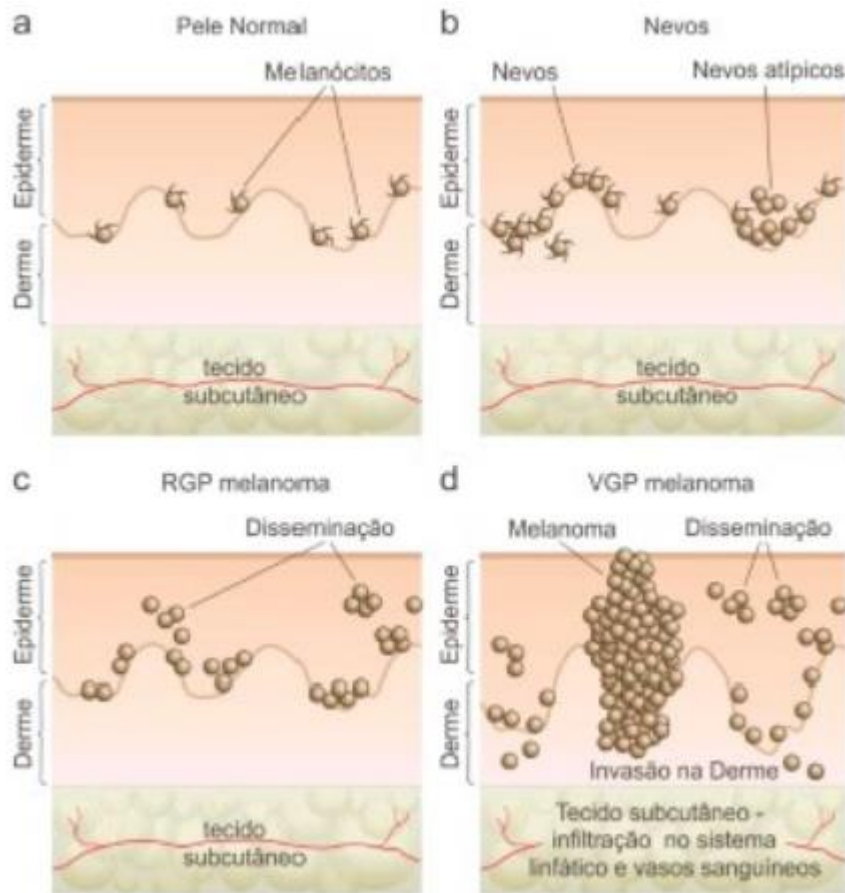 a
Pele Normal
Melanócitos
Epiderme
Derme
tecido
subcutâneo
b
Nevos
Nevos
Nevos atípicos
Epiderme
Derme
tecido
subcutâneo
c
RGP melanoma
Disseminação
Epiderme
Derme
tecido
subcutâneo
d
VGP melanoma
Melanoma
Disseminação
Epiderme
Derme
Invasão na Derme
Tecido subcutâneo -
infiltração no sistema
linfático e vasos sanguíneos